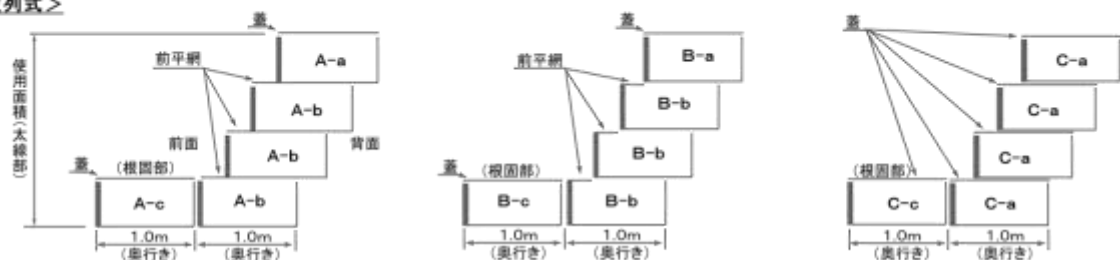 列式＞
蓋
前平網
A-a
A-b
前面
A-b
背面
使用面積(太線部)
蓋
(根固部)
A-c
A-b
1.0m
(奥行き)
1.0m
(奥行き)
蓋
前平網
B-a
B-b
B-b
蓋
(根固部)
B-c
B-b
1.0m
(奥行き)
1.0m
(奥行き)
蓋
C-a
C-a
C-a
(根固部)
C-c
C-a
1.0m
(奥行き)
1.0m
(奥行き)